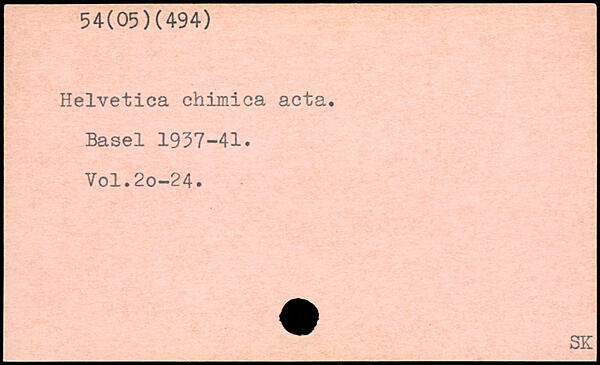 54(05)(494)
Helvetica chimica acta.
Basel 1937-41.
Vol.2o-24.
SK